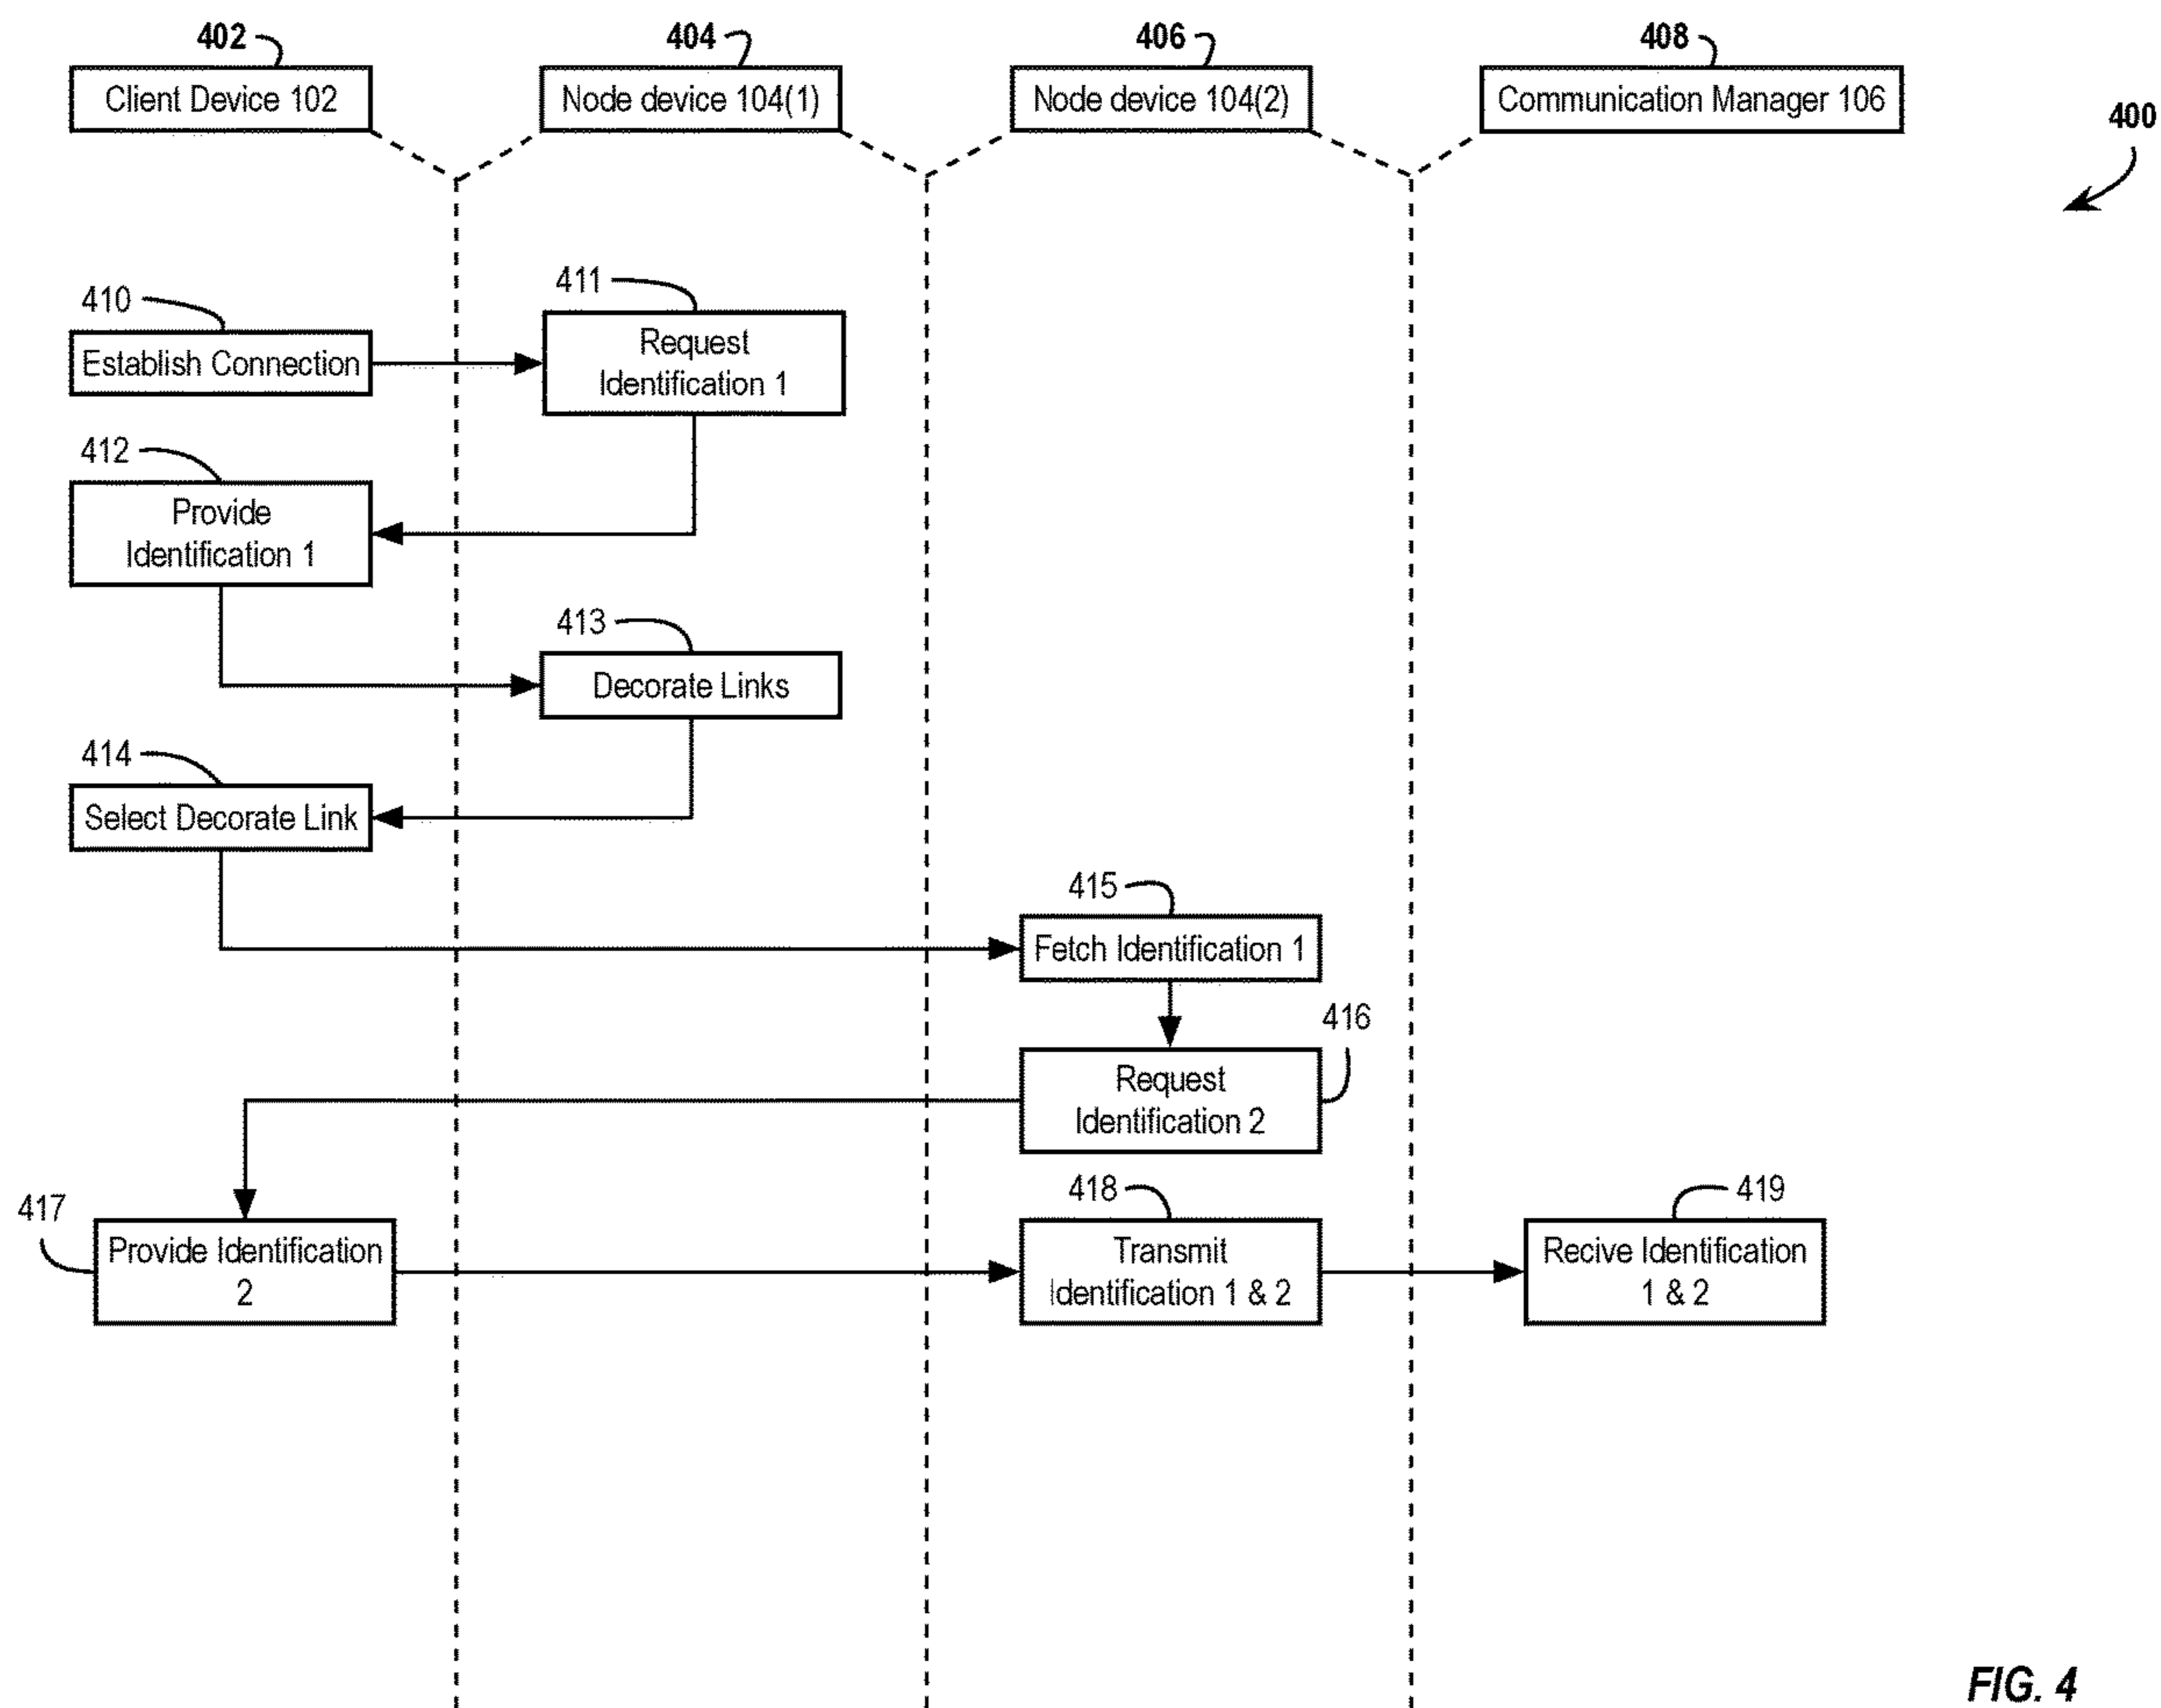 402
404
406
408
Client Device 102
Node device 104(1)
Node device 104(2)
Communication Manager 106
400
410
Establish Connection
411
Request
Identification 1
412
Provide
Identification 1
413
Decorate Links
414
Select Decorate Link
415
Fetch Identification 1
416
Request
Identification 2
417
Provide Identification
2
418
Transmit
Identification 1 & 2
419
Recive Identification
1 & 2
FIG. 4